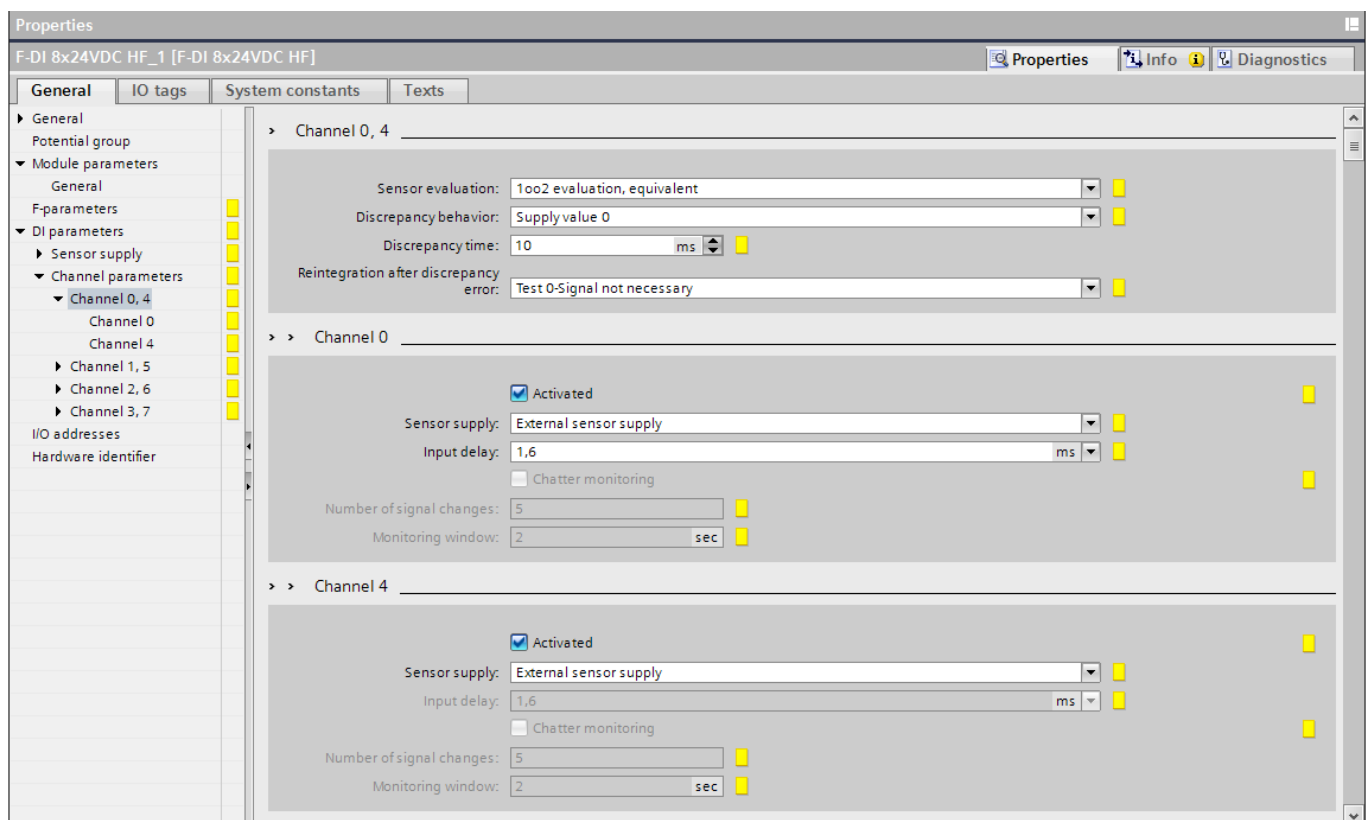 Properties
F-DI 8x24VDC HF_1 [F-DI 8x24VDC HF]
Properties
Info
Diagnostics
General
IO tags
System constants
Texts
General
Potential group
Module parameters
General
F-parameters
DI parameters
Sensor supply
Channel parameters
Channel 0, 4
Channel 0
Channel 4
Channel 1, 5
Channel 2, 6
Channel 3, 7
I/O addresses
Hardware identifier
Channel 0, 4
Sensor evaluation: 1oo2 evaluation, equivalent
Discrepancy behavior: Supply value 0
Discrepancy time: 10 ms
Reintegration after discrepancy
error: Test 0-Signal not necessary
Channel 0
Activated
Sensor supply: External sensor supply
Input delay: 1,6 ms
Chatter monitoring
Number of signal changes: 5
Monitoring window: 2 sec
Channel 4
Activated
Sensor supply: External sensor supply
Input delay: 1,6 ms
Chatter monitoring
Number of signal changes: 5
Monitoring window: 2 sec